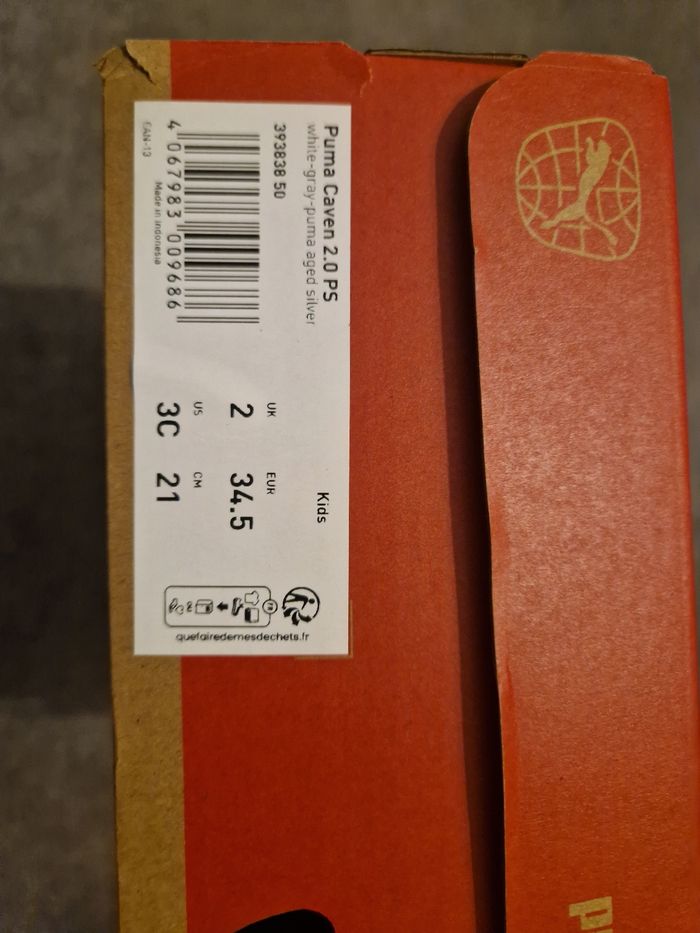 Puma Caven 2.0 PS
white-gray-puma aged silver
393838 50
4 067983 009686
EAN-13
Made in Indonesia
Kids
UK
2
EUR
34.5
US
3C
CM
21
FR
quefairedemesdechets.fr